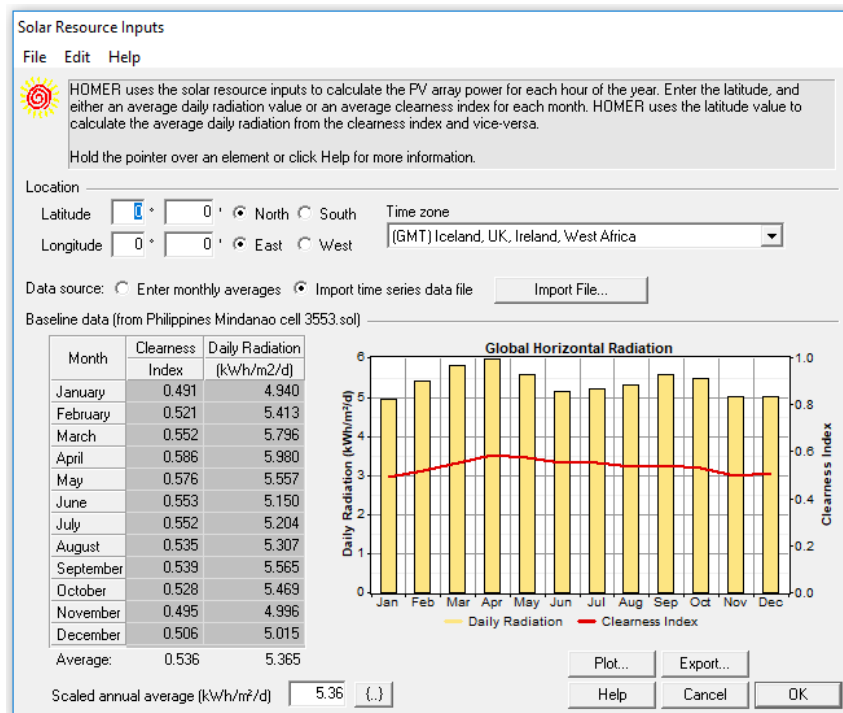 Solar Resource Inputs
File Edit Help
HOMER uses the solar resource inputs to calculate the PV array power for each hour of the year. Enter the latitude, and
either an average daily radiation value or an average clearness index for each month. HOMER uses the latitude value to
calculate the average daily radiation from the clearness index and vice-versa.
Hold the pointer over an element or click Help for more information.
Location
Latitude 0 ° 0 ' North South Time zone
Longitude 0 ° 0 ' East West (GMT) Iceland, UK, Ireland, West Africa
Data source: Enter monthly averages Import time series data file Import File...
Baseline data (from Philippines Mindanao cell 3553.sol)
Month Clearness Index Daily Radiation (kWh/m2/d)
January 0.491 4.940
February 0.521 5.413
March 0.552 5.796
April 0.586 5.980
May 0.576 5.557
June 0.553 5.150
July 0.552 5.204
August 0.535 5.307
September 0.539 5.565
October 0.528 5.469
November 0.495 4.996
December 0.506 5.015
Average: 0.536 5.365
Scaled annual average (kWh/m²/d) 5.36 {..}
Global Horizontal Radiation
Daily Radiation (kWh/m²/d)
6
5
4
3
2
1
0
Clearness Index
1.0
0.8
0.6
0.4
0.2
0.0
Jan Feb Mar Apr May Jun Jul Aug Sep Oct Nov Dec
Daily Radiation Clearness Index
Plot... Export...
Help Cancel OK